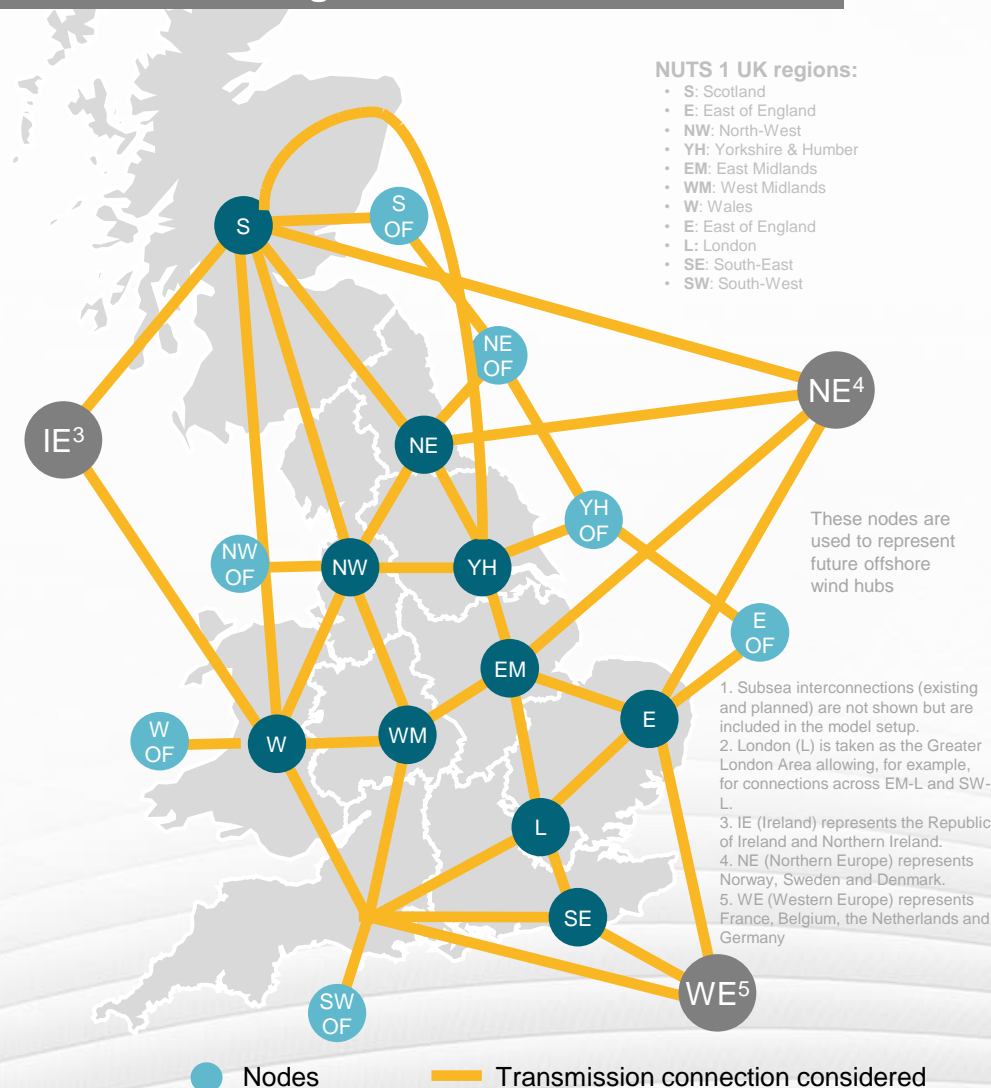 NUTS 1 UK regions:
• S: Scotland
• E: East of England
• NW: North-West
• YH: Yorkshire & Humber
• EM: East Midlands
• WM: West Midlands
• W: Wales
• E: East of England
• L: London
• SE: South-East
• SW: South-West
S
S
OF
NE
OF
NE⁴
IE³
NE
YH
OF
These nodes are
used to represent
future offshore
wind hubs
NW
OF
NW
YH
E
OF
EM
E
W
OF
W
WM
L
SE
1. Subsea interconnections (existing
and planned) are not shown but are
included in the model setup.
2. London (L) is taken as the Greater
London Area allowing, for example,
for connections across EM-L and SW-
L.
3. IE (Ireland) represents the Republic
of Ireland and Northern Ireland.
4. NE (Northern Europe) represents
Norway, Sweden and Denmark.
5. WE (Western Europe) represents
France, Belgium, the Netherlands and
Germany
WE⁵
SW
OF
Nodes
Transmission connection considered